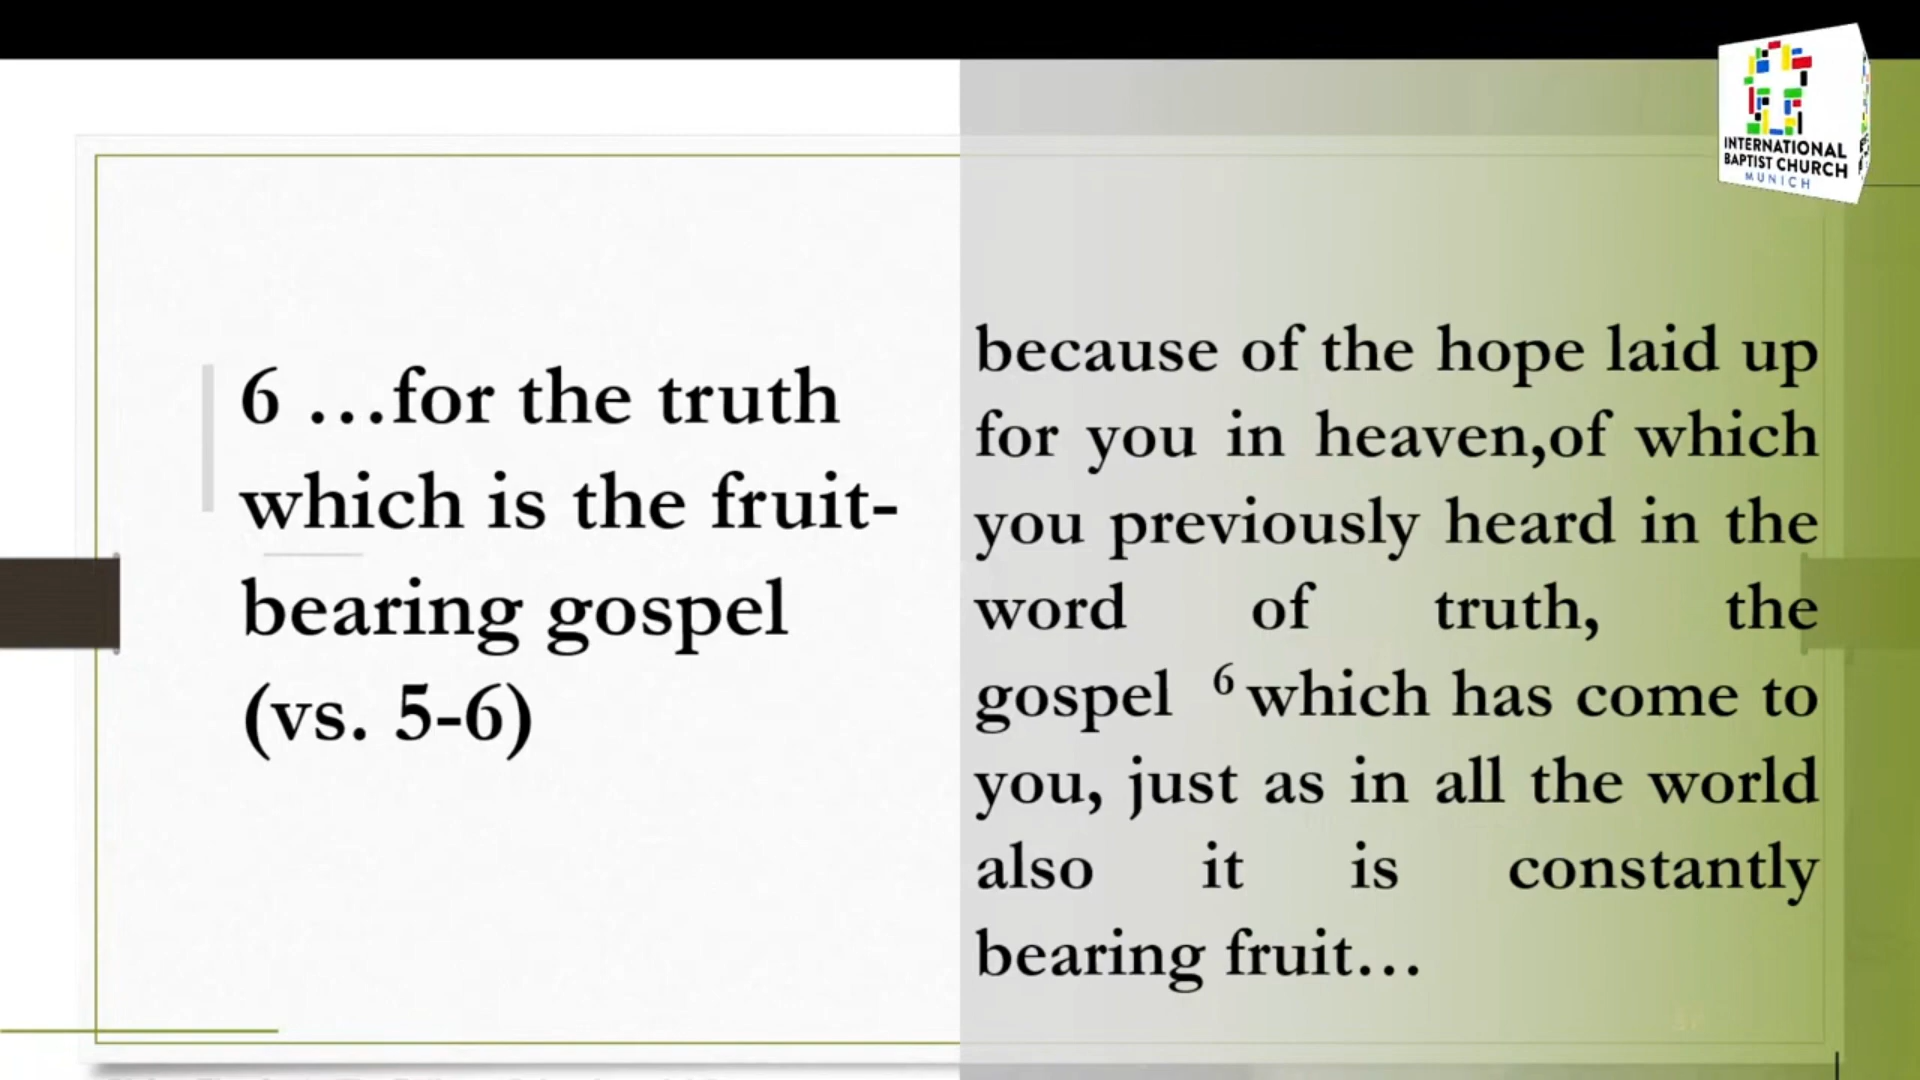 INTERNATIONAL
BAPTIST CHURCH
MUNICH
6 …for the truth
which is the fruit-
bearing gospel
(vs. 5-6)
because of the hope laid up
for you in heaven,of which
you previously heard in the
word of truth, the
gospel 6 which has come to
you, just as in all the world
also it is constantly
bearing fruit…